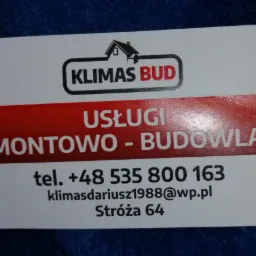 KLIMAS BUD
USŁUGI
MONTOWO - BUDOWLA
tel. +48 535 800 163
klimasdariusz1988@wp.pl
Stróża 64